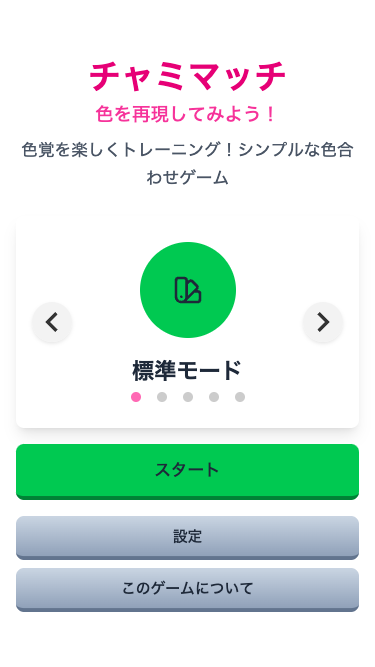 チャミマッチ
色を再現してみよう！
色覚を楽しくトレーニング！シンプルな色合
わせゲーム
標準モード
スタート
設定
このゲームについて